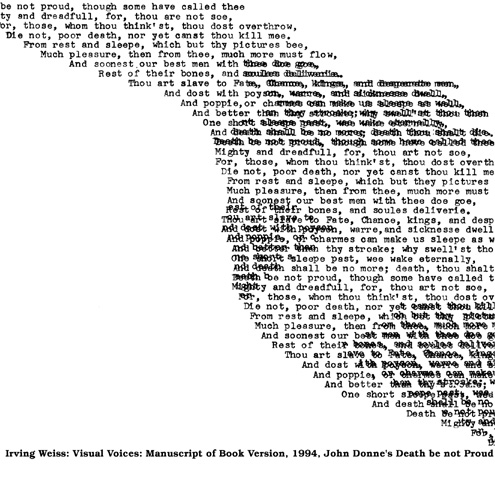 be not proud, though some have called thee
ty and dreadfull, for, thou are not soe,
or, those, whom thou think'st, thou dost overthrow,
Die not, poor death, nor yet canst thou kill mee.
From rest and sleepe, which but thy pictures bee,
Much pleasure, then from thee, much more must flow,
And soonest our best men with thee doe goe,
Rest of their bones, and soules deliverie.
Thou art slave to Fate, Chance, kings, and desperate men,
And dost with poyson, warre, and sicknesse dwell,
And poppie, or charmes can make us sleepe as well,
And better than thy stroake; why swell'st thou then
One short sleepe past, wee wake eternally,
And death shall be no more; death thou shalt die.
Death be not proud, though some have called thee
Mighty and dreadfull, for, thou art not soe,
For, those, whom thou think'st, thou dost overth
Die not, poor death, nor yet canst thou kill me
From rest and sleepe, which but thy pictures
Much pleasure, then from thee, much more must
And soonest our best men with thee doe goe,
Rest of their bones, and soules deliverie.
Thou art slave to Fate, Chance, kings, and desp
And dost with poyson, warre, and sicknesse dwell
And poppie, or charmes can make us sleepe as w
And better than thy stroake; why swell'st tho
One short sleepe past, wee wake eternally,
And death shall be no more; death, thou shalt
Death be not proud, though some have called t
Mighty and dreadfull, for, thou art not soe,
For, those, whom thou think'st, thou dost ov
Die not, poor death, nor yet canst thou kill
From rest and sleepe, which but thy pictur
Much pleasure, then from thee, much more
And soonest our best men with thee doe g
Rest of their bones, and soules delive
Thou art slave to Fate, Chance, king
And dost with poyson, warre and s
And poppie, or charmes can make
And better than thy stroake; w
One short sleepe past, wee
And death shall be no
Death be not pou
Mighty and
For,
Irving Weiss: Visual Voices: Manuscript of Book Version, 1994, John Donne's Death be not Proud